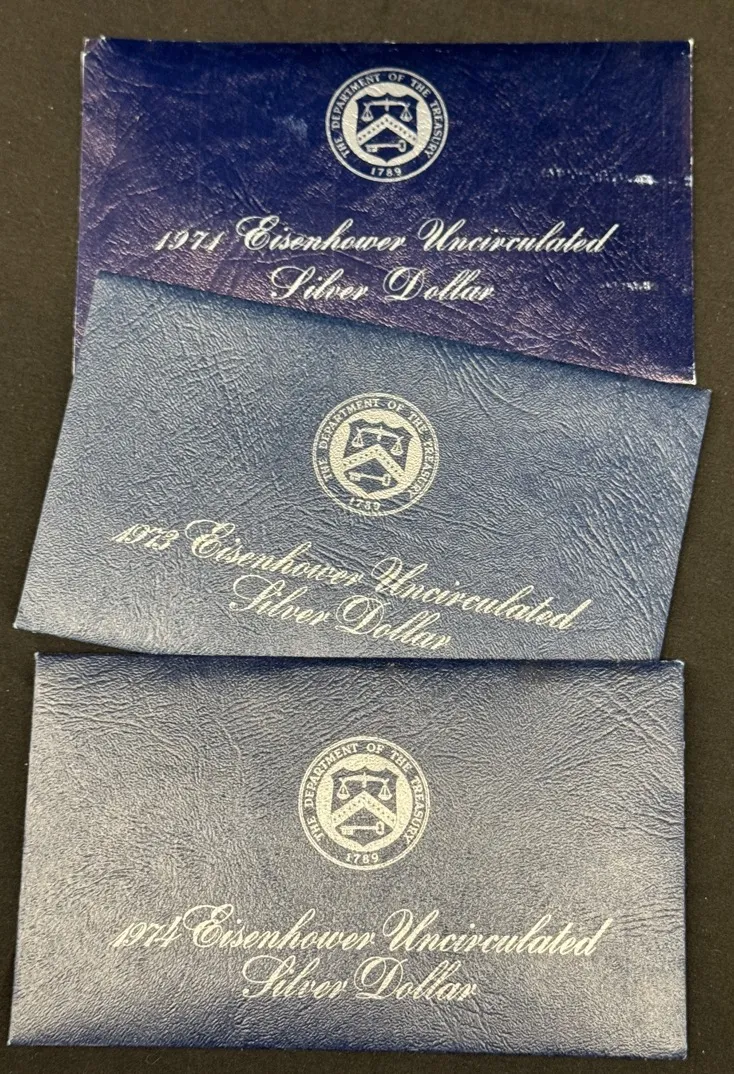 THE DEPARTMENT OF THE TREASURY
1789
1971 Eisenhower Uncirculated
Silver Dollar
THE DEPARTMENT OF THE TREASURY
1789
1973 Eisenhower Uncirculated
Silver Dollar
THE DEPARTMENT OF THE TREASURY
1789
1974 Eisenhower Uncirculated
Silver Dollar